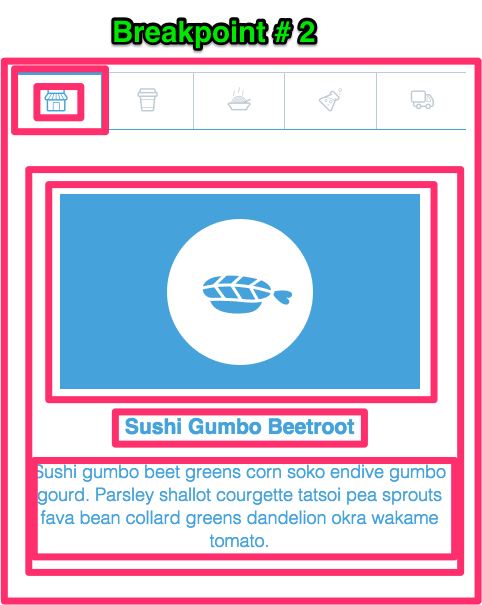 Breakpoint # 2
Sushi Gumbo Beetroot
Sushi gumbo beet greens corn soko endive gumbo
gourd. Parsley shallot courgette tatsoi pea sprouts
fava bean collard greens dandelion okra wakame
tomato.